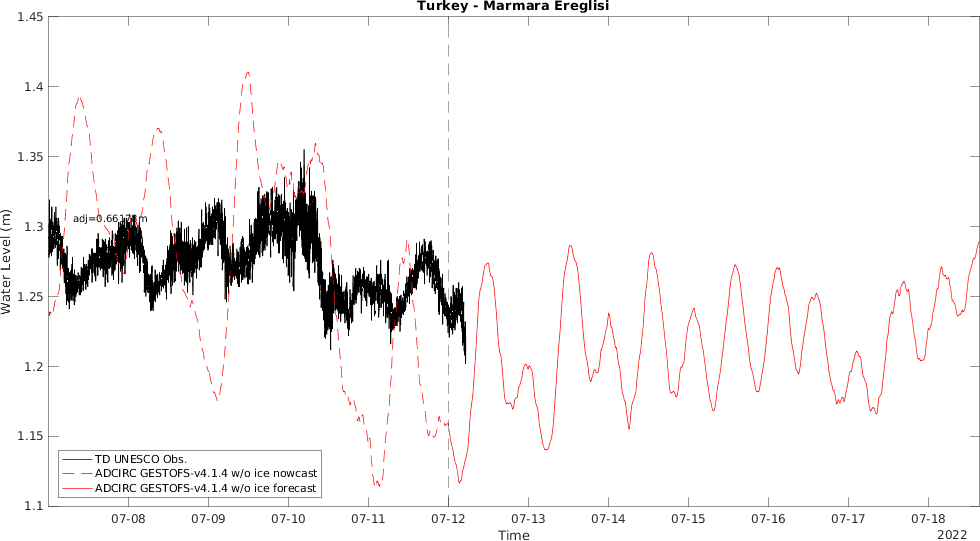 Turkey - Marmara Ereglisi
1.45
1.4
1.35
1.3
1.25
1.2
1.15
1.1
Water Level (m)
TD UNESCO Obs.
ADCIRC GESTOFS-v4.1.4 w/o ice nowcast
ADCIRC GESTOFS-v4.1.4 w/o ice forecast
07-08 07-09 07-10 07-11 07-12 07-13 07-14 07-15 07-16 07-17 07-18
Time
2022